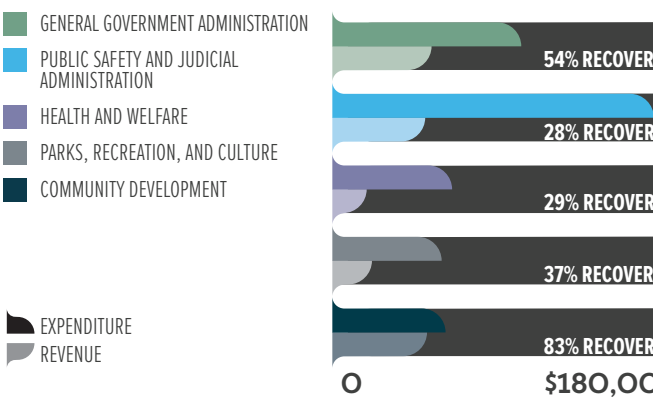 GENERAL GOVERNMENT ADMINISTRATION
PUBLIC SAFETY AND JUDICIAL
ADMINISTRATION
HEALTH AND WELFARE
PARKS, RECREATION, AND CULTURE
COMMUNITY DEVELOPMENT
EXPENDITURE
REVENUE
54% RECOVER
28% RECOVER
29% RECOVER
37% RECOVER
83% RECOVER
0 $180,00